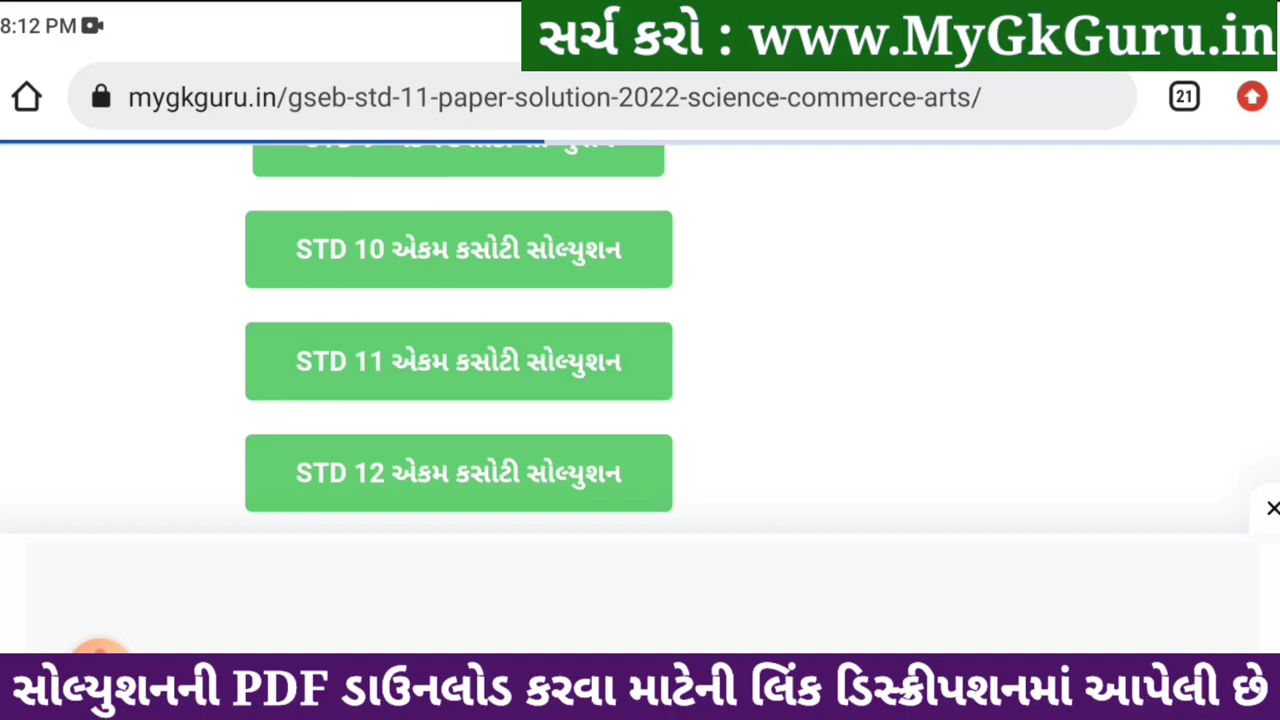 8:12 PM
સર્ચ કરો : www.MyGkGuru.in
mygkguru.in/gseb-std-11-paper-solution-2022-science-commerce-arts/
21
STD 10 એકમ કસોટી સોલ્યુશન
STD 11 એકમ કસોટી સોલ્યુશન
STD 12 એકમ કસોટી સોલ્યુશન
સોલ્યુશનની PDF ડાઉનલોડ કરવા માટેની લિંક ડિસ્ક્રીપશનમાં આપેલી છે